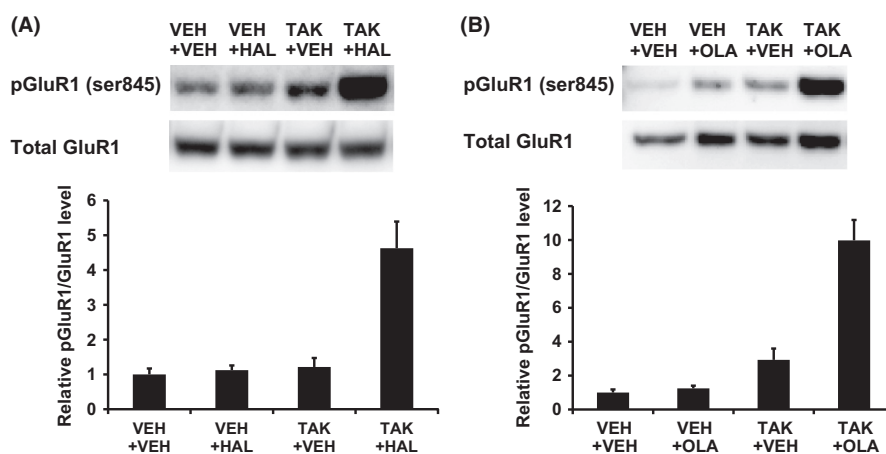 (A)
VEH VEH TAK TAK
+VEH +HAL +VEH +HAL
pGluR1 (ser845)
Total GluR1
Relative pGluR1/GluR1 level
6
5
4
3
2
1
0
VEH VEH TAK TAK
+VEH +HAL +VEH +HAL
(B)
VEH VEH TAK TAK
+VEH +OLA +VEH +OLA
pGluR1 (ser845)
Total GluR1
Relative pGluR1/GluR1 level
12
10
8
6
4
2
0
VEH VEH TAK TAK
+VEH +OLA +VEH +OLA